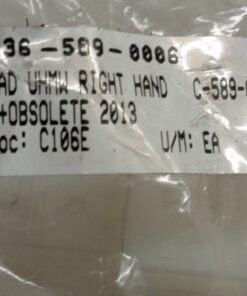 36-589-0006
AD UHMW RIGHT HAND C-589-
+OBSOLETE 2013
oc: C106E U/M: EA